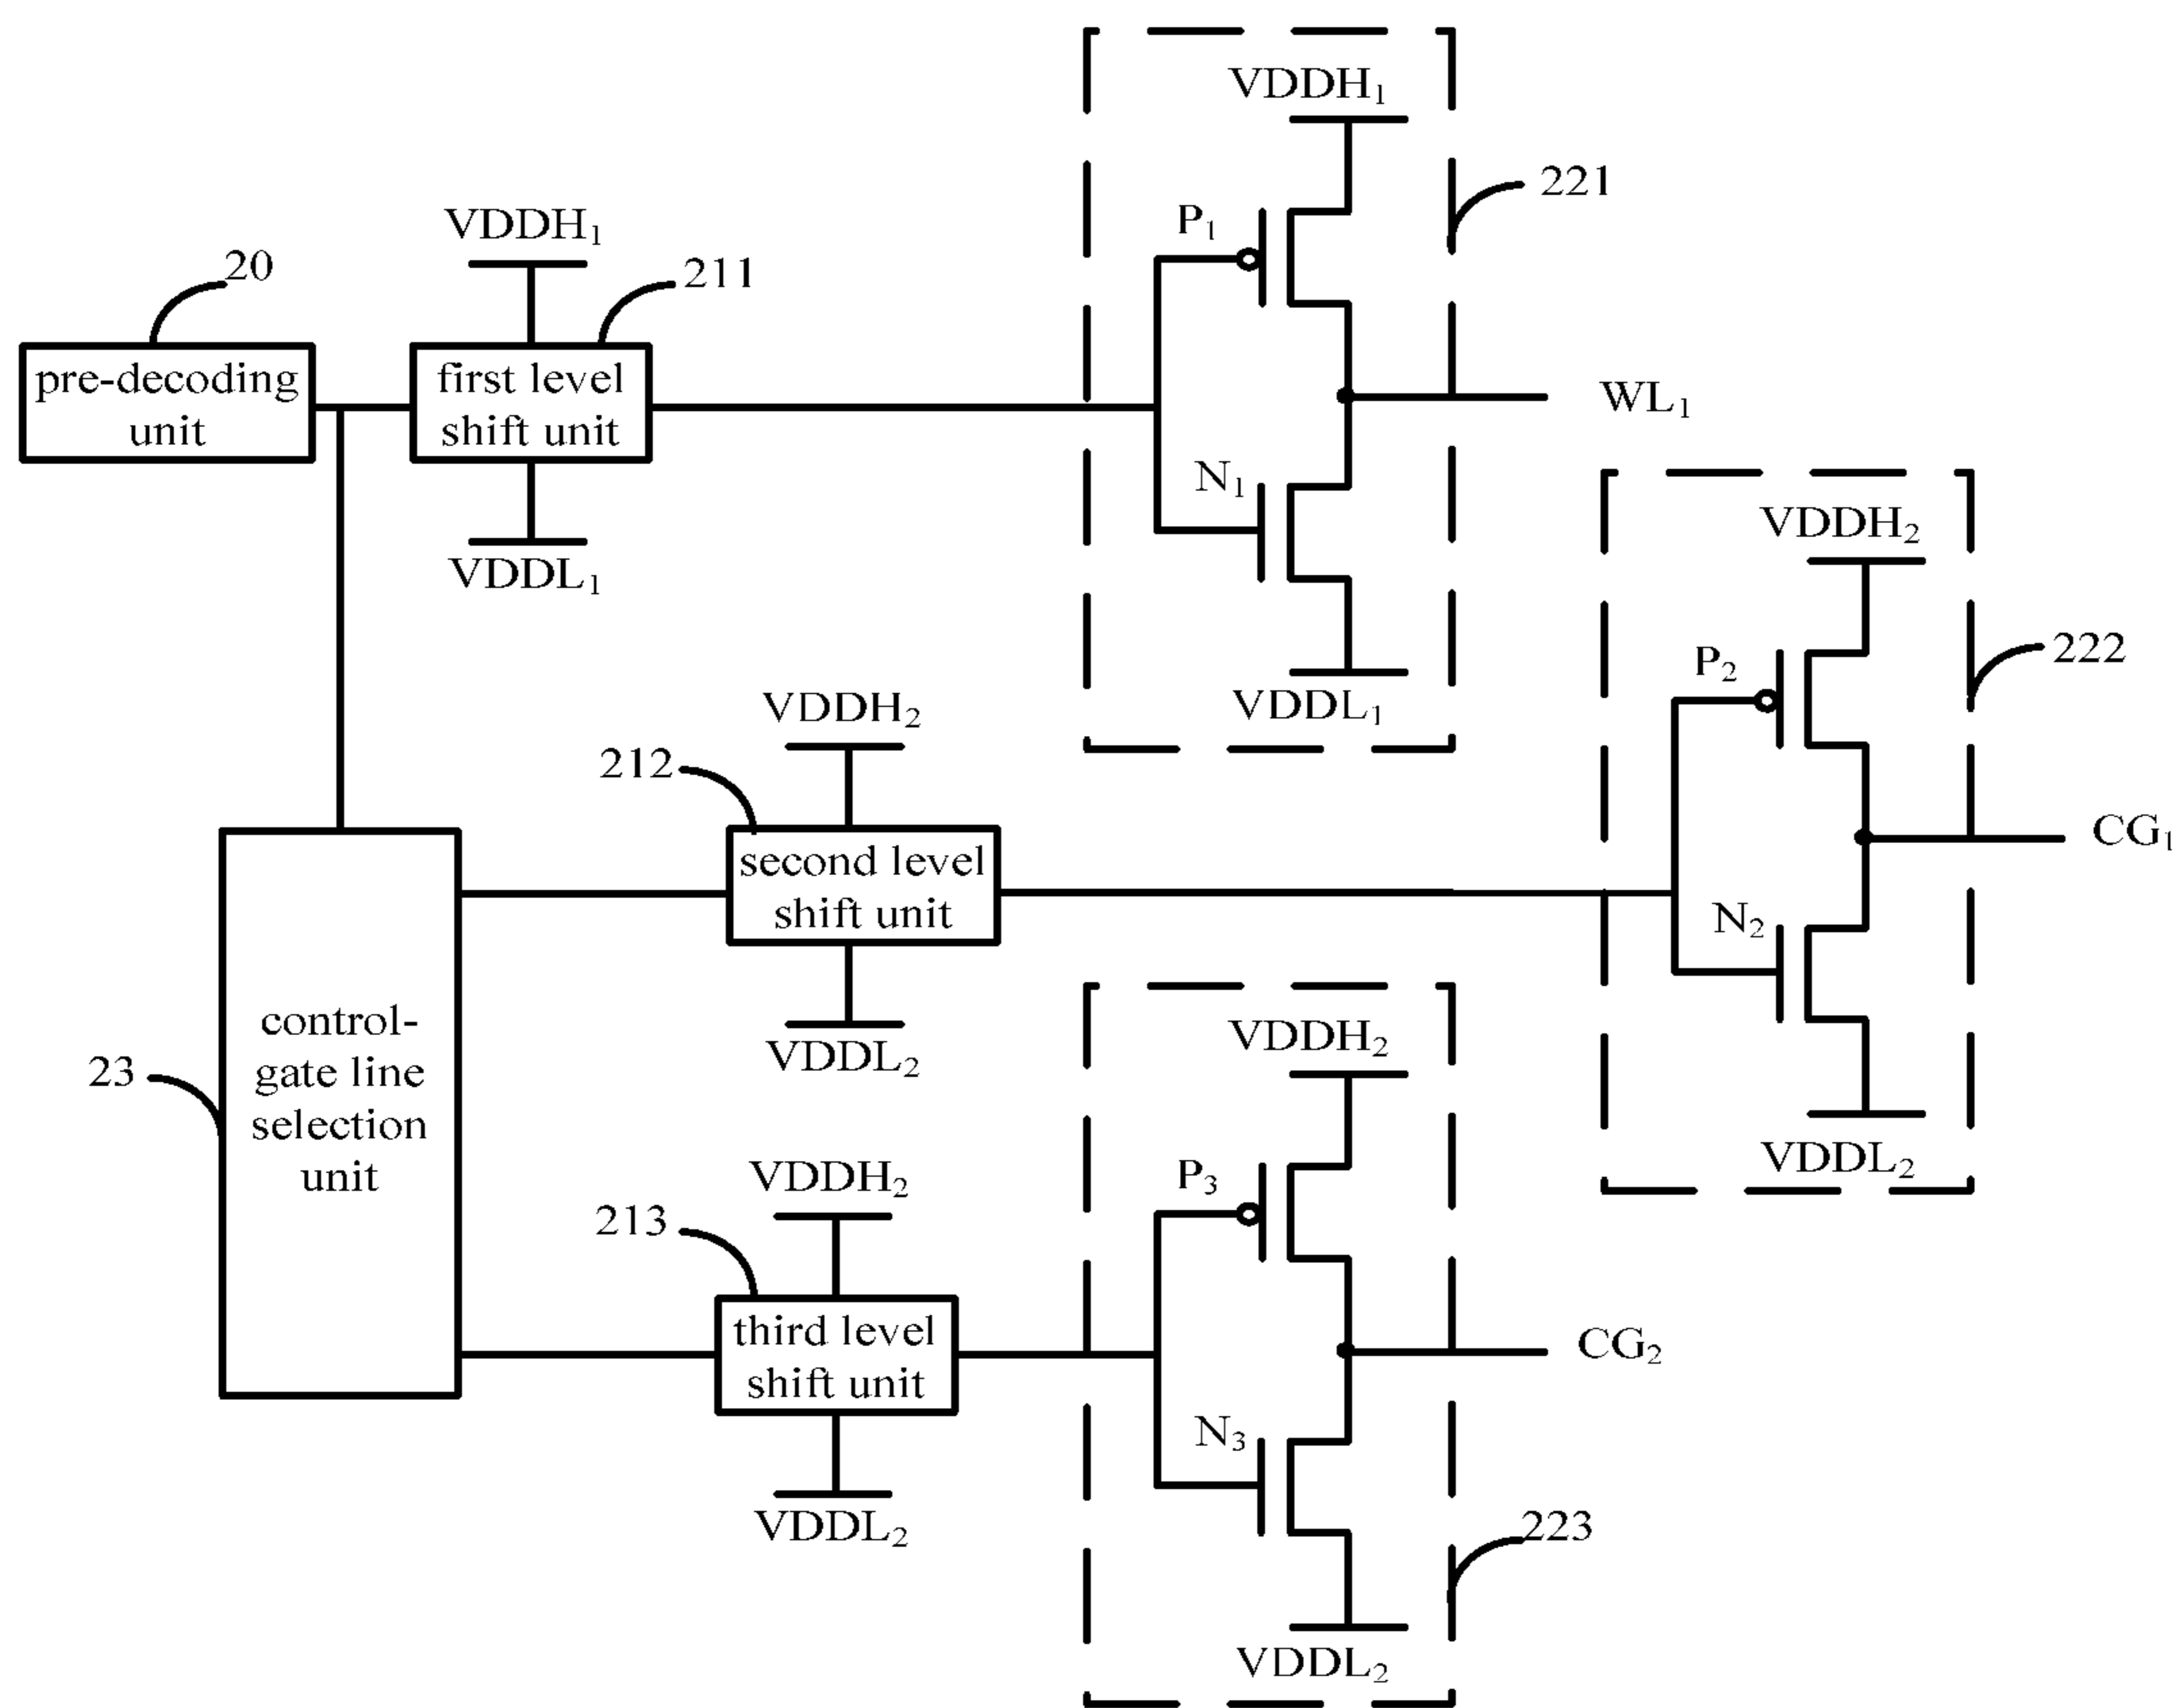 VDDH₁
221
P₁
VDDH₁
20
211
pre-decoding
unit
first level
shift unit
WL₁
N₁
VDDH₂
VDDL₁
222
P₂
VDDH₂
VDDL₁
212
CG₁
second level
shift unit
N₂
control-
gate line
selection
unit
23
VDDH₂
VDDL₂
VDDL₂
P₃
VDDH₂
213
third level
shift unit
CG₂
N₃
VDDL₂
223
VDDL₂